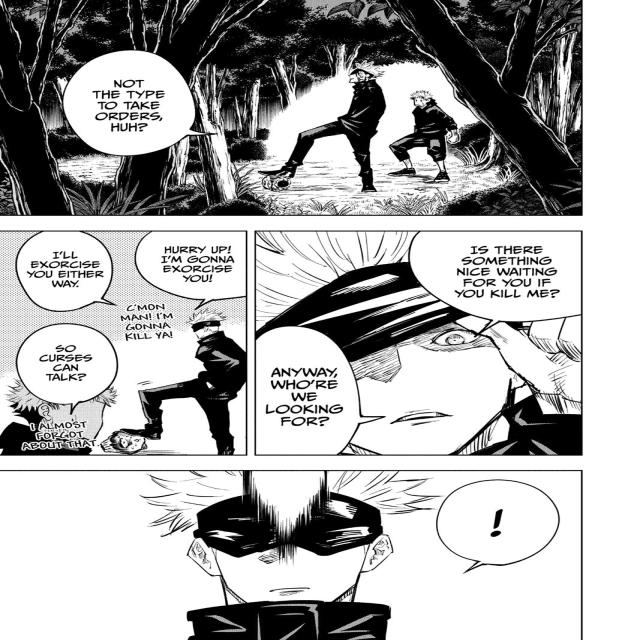 NOT
THE TYPE
TO TAKE
ORDERS,
HUH?
IS THERE
SOMETHING
NICE WAITING
FOR YOU IF
YOU KILL ME?
ANYWAY,
WHO'RE
WE
LOOKING
FOR?
HURRY UP!
I'M GONNA
EXORCISE
YOU!
C'MON
MAN! I'M
GONNA
KILL YA!
I'LL
EXORCISE
YOU EITHER
WAY.
SO
CURSES
CAN
TALK?
I ALMOST
FORGOT
ABOUT THAT.
!